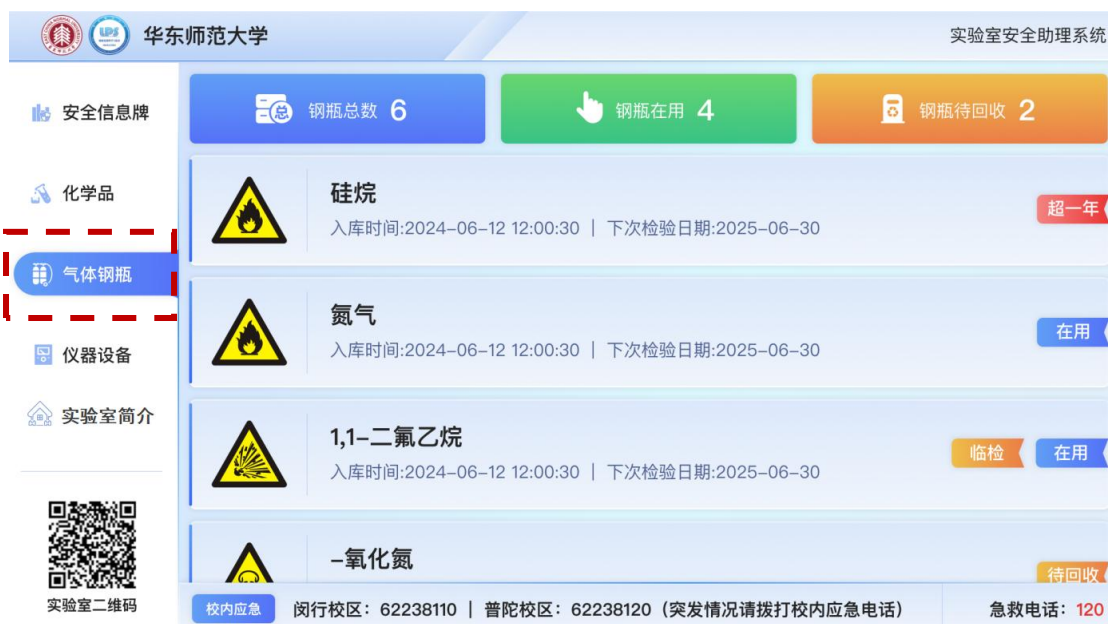 华东师范大学
实验室安全助理系统
安全信息牌
化学品
气体钢瓶
仪器设备
实验室简介
实验室二维码
钢瓶总数 6
钢瓶在用 4
钢瓶待回收 2
硅烷
入库时间:2024-06-12 12:00:30 | 下次检验日期:2025-06-30
超一年
氮气
入库时间:2024-06-12 12:00:30 | 下次检验日期:2025-06-30
在用
1,1-二氟乙烷
入库时间:2024-06-12 12:00:30 | 下次检验日期:2025-06-30
临检
在用
-氧化氮
待回收
校内应急
闵行校区：62238110 | 普陀校区：62238120（突发情况请拨打校内应急电话）
急救电话：120